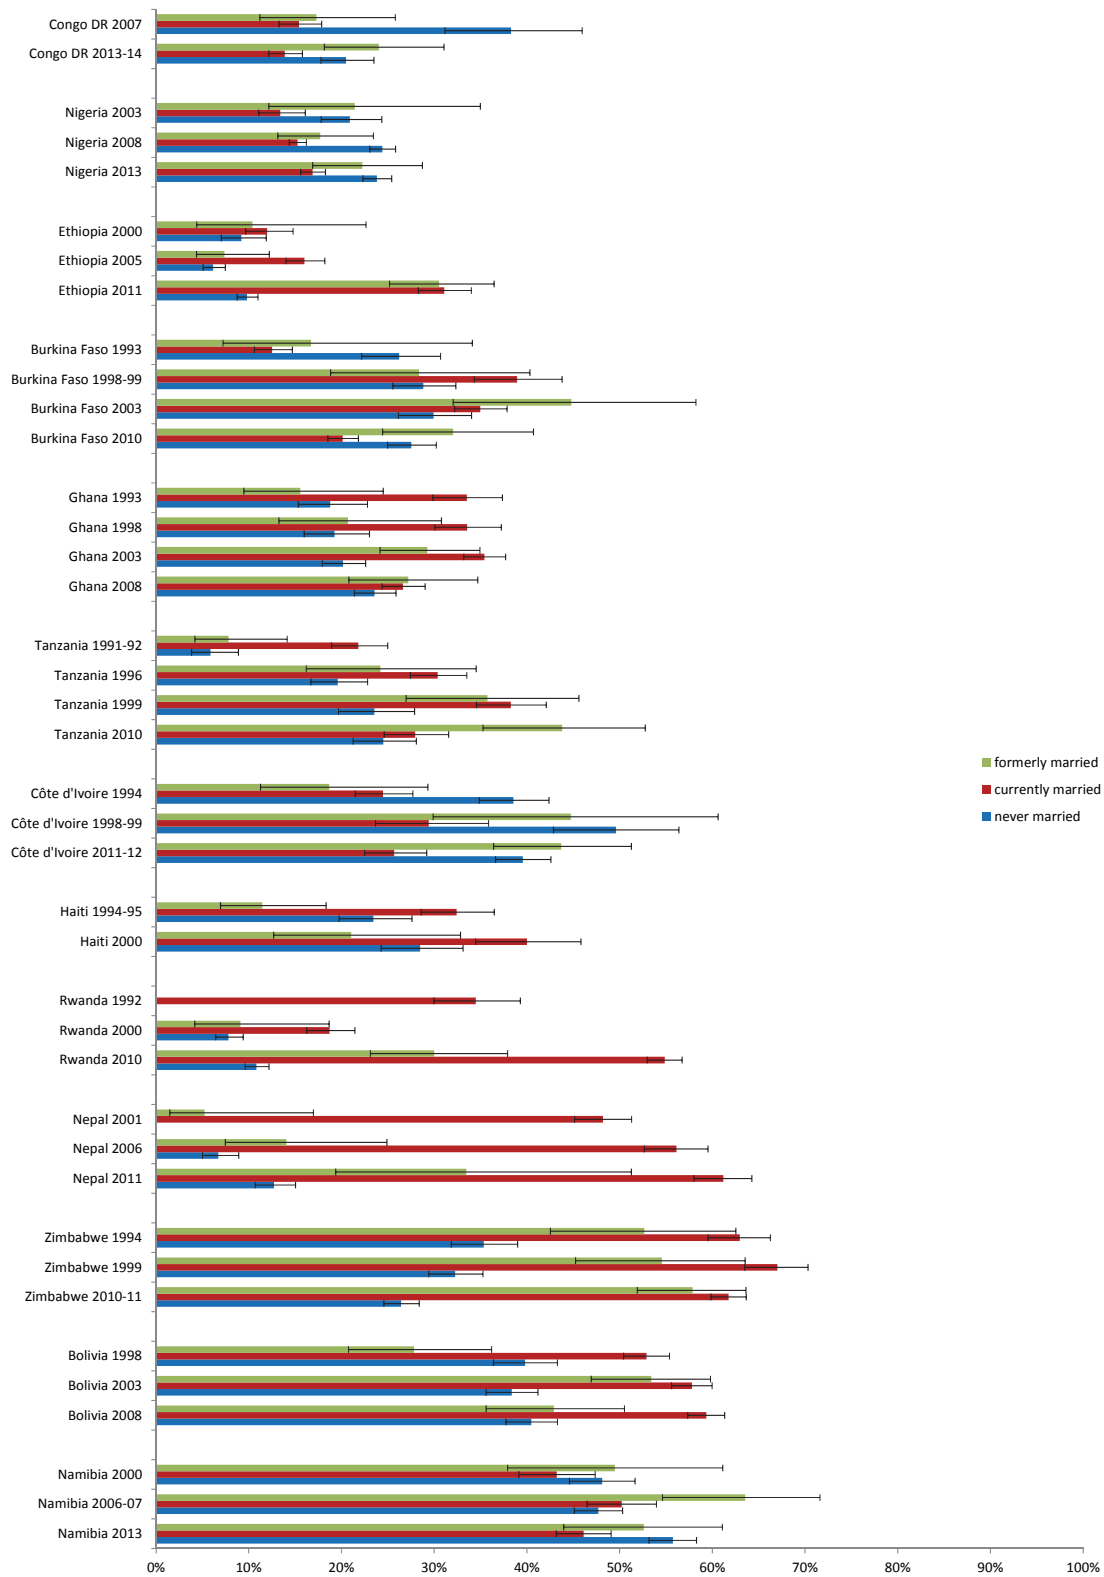 Congo DR 2007
Congo DR 2013-14
Nigeria 2003
Nigeria 2008
Nigeria 2013
Ethiopia 2000
Ethiopia 2005
Ethiopia 2011
Burkina Faso 1993
Burkina Faso 1998-99
Burkina Faso 2003
Burkina Faso 2010
Ghana 1993
Ghana 1998
Ghana 2003
Ghana 2008
Tanzania 1991-92
Tanzania 1996
Tanzania 1999
Tanzania 2010
Côte d'Ivoire 1994
Côte d'Ivoire 1998-99
Côte d'Ivoire 2011-12
Haiti 1994-95
Haiti 2000
Rwanda 1992
Rwanda 2000
Rwanda 2010
Nepal 2001
Nepal 2006
Nepal 2011
Zimbabwe 1994
Zimbabwe 1999
Zimbabwe 2010-11
Bolivia 1998
Bolivia 2003
Bolivia 2008
Namibia 2000
Namibia 2006-07
Namibia 2013
0% 10% 20% 30% 40% 50% 60% 70% 80% 90% 100%
formerly married
currently married
never married